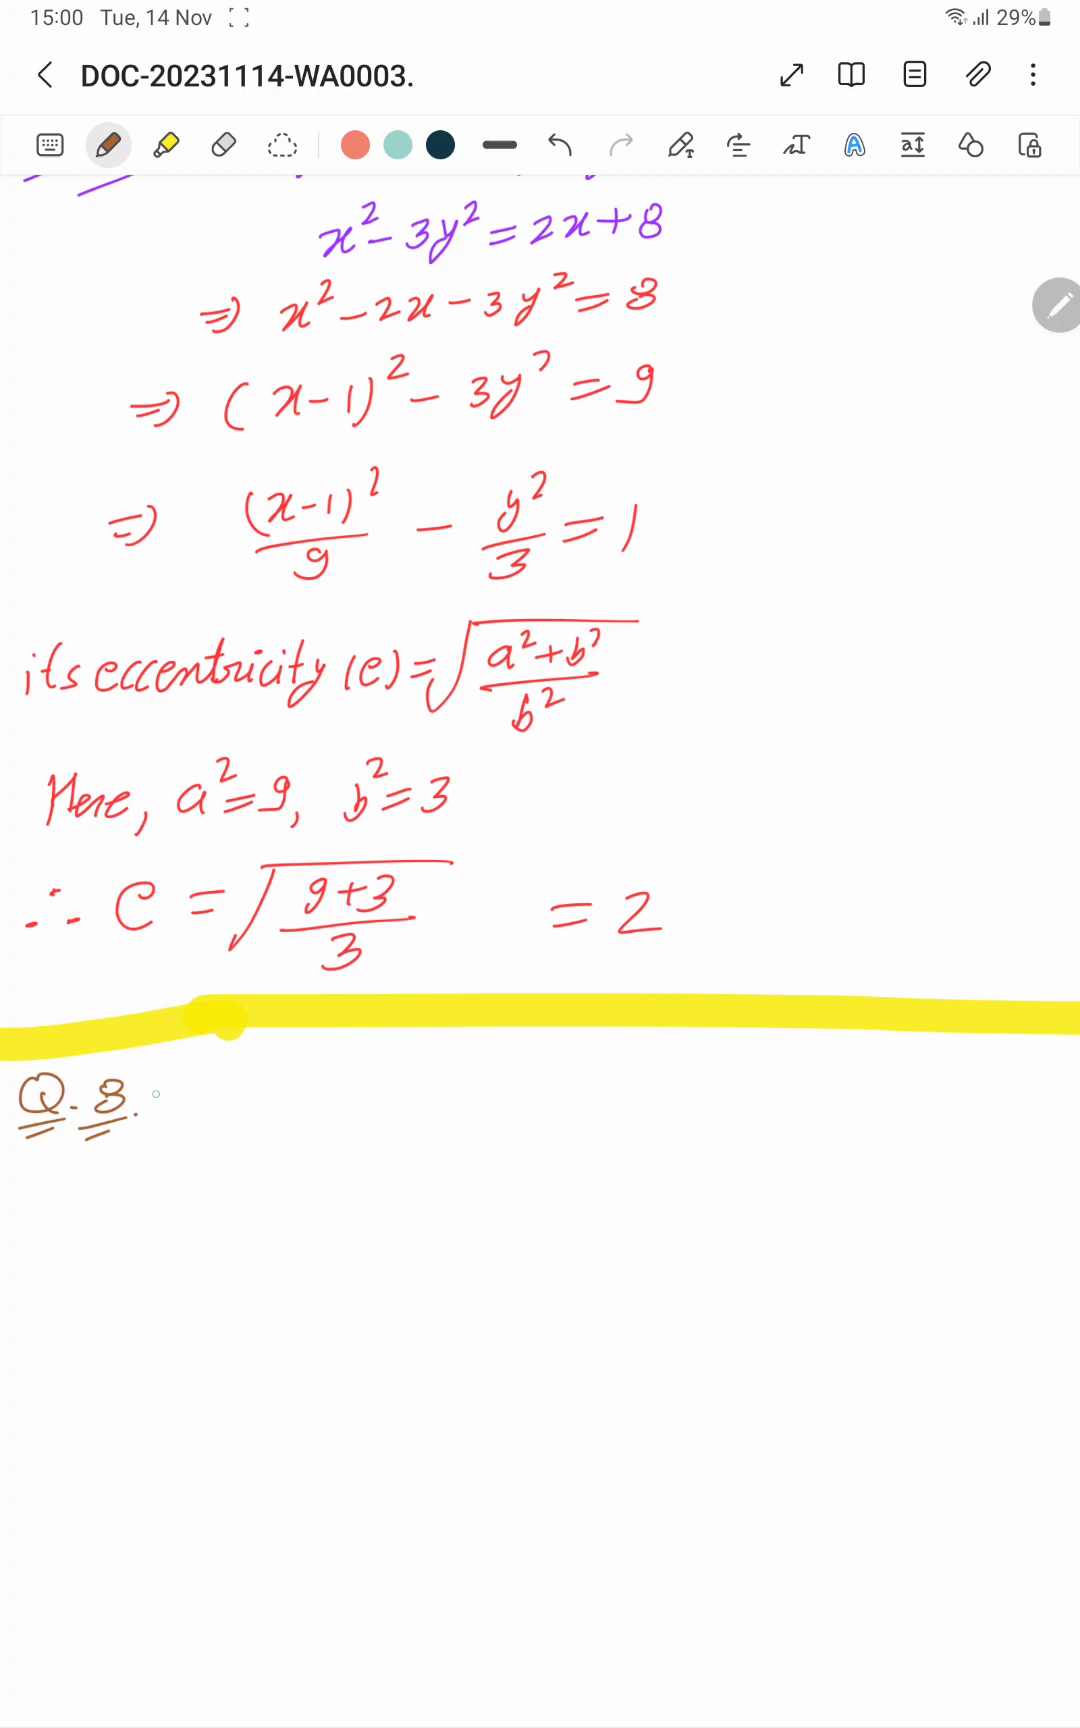 15:00 Tue, 14 Nov 29%
DOC-20231114-WA0003.
x² - 3y² = 2x + 8
⇒ x² - 2x - 3y² = 8
⇒ (x-1)² - 3y² = 9
⇒ (x-1)²/9 - y²/3 = 1
its eccentricity (e) = √((a²+b²)/b²)
Here, a² = 9, b² = 3
∴ e = √((9+3)/3) = 2
Q. 8.